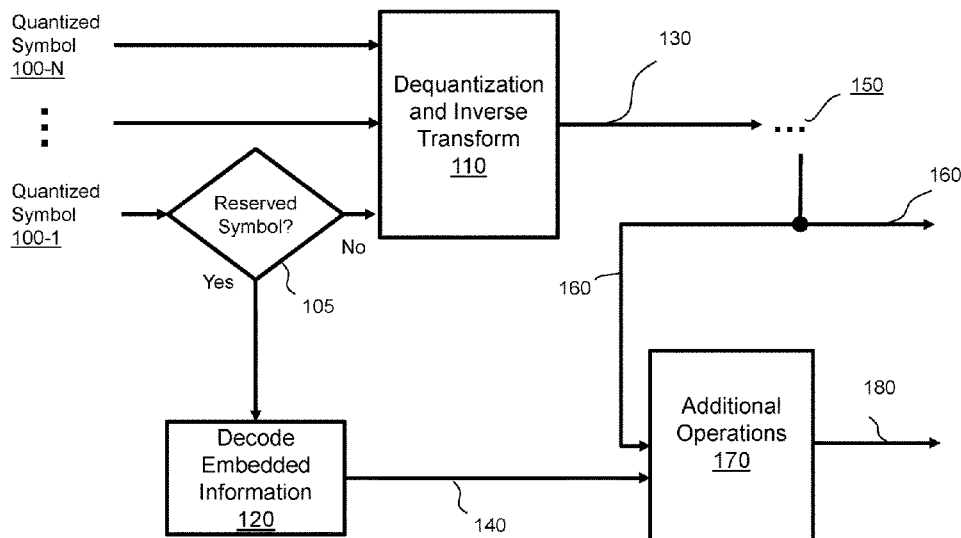 Quantized
Symbol
100-N
Quantized
Symbol
100-1
Reserved
Symbol?
No
Yes
105
Dequantization
and Inverse
Transform
110
130
150
160
160
Decode
Embedded
Information
120
140
Additional
Operations
170
180